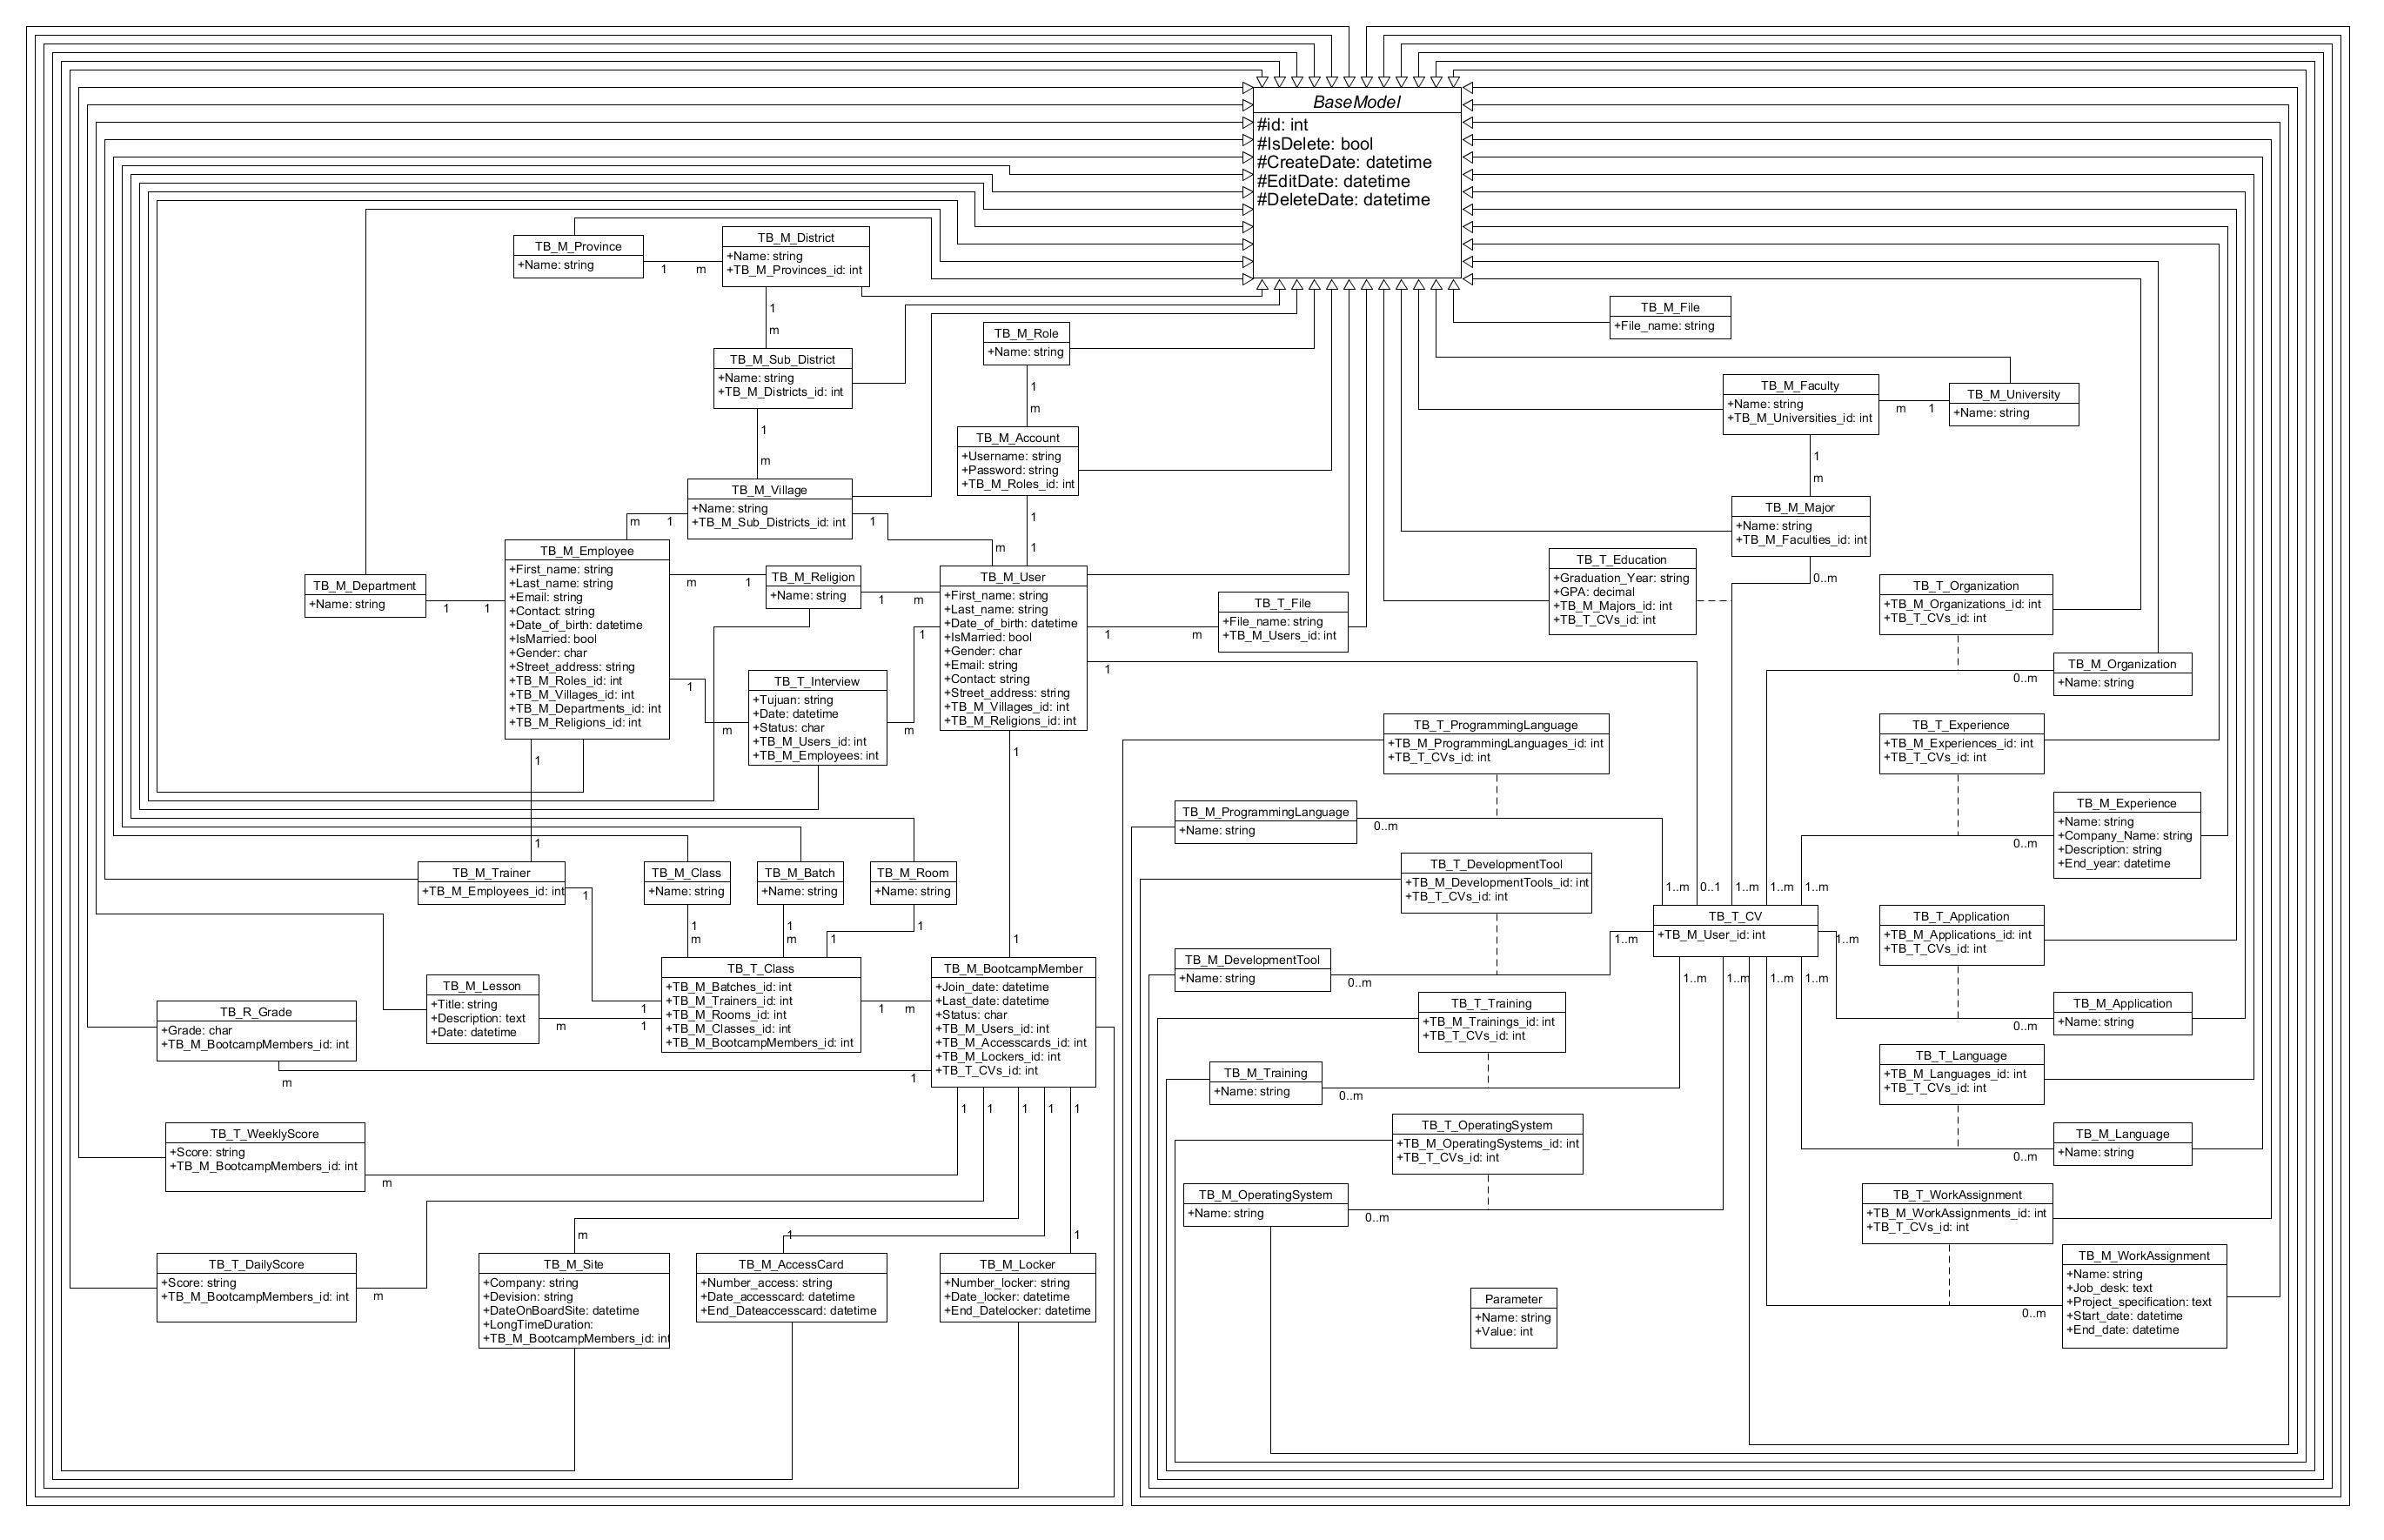 BaseModel
#id: int
#IsDelete: bool
#CreateDate: datetime
#EditDate: datetime
#DeleteDate: datetime
TB_M_Province
+Name: string
1
m
TB_M_District
+Name: string
+TB_M_Provinces_id: int
1
m
TB_M_Sub_District
+Name: string
+TB_M_Districts_id: int
1
m
TB_M_Village
+Name: string
+TB_M_Sub_Districts_id: int
m
1
1
m
TB_M_Role
+Name: string
1
m
TB_M_Account
+Username: string
+Password: string
+TB_M_Roles_id: int
1
1
TB_M_File
+File_name: string
TB_M_Faculty
+Name: string
+TB_M_Universities_id: int
m
1
TB_M_University
+Name: string
1
m
TB_M_Major
+Name: string
+TB_M_Faculties_id: int
0..m
TB_T_Education
+Graduation_Year: string
+GPA: decimal
+TB_M_Majors_id: int
+TB_T_CVs_id: int
TB_M_Department
+Name: string
1
1
TB_M_Employee
+First_name: string
+Last_name: string
+Email: string
+Contact: string
+Date_of_birth: datetime
+IsMarried: bool
+Gender: char
+Street_address: string
+TB_M_Roles_id: int
+TB_M_Villages_id: int
+TB_M_Departments_id: int
+TB_M_Religions_id: int
m
1
TB_M_Religion
+Name: string
1
m
TB_M_User
+First_name: string
+Last_name: string
+Date_of_birth: datetime
+IsMarried: bool
+Gender: char
+Email: string
+Contact: string
+Street_address: string
+TB_M_Villages_id: int
+TB_M_Religions_id: int
1
m
TB_T_File
+File_name: string
+TB_M_Users_id: int
1
1
m
TB_T_Interview
+Tujuan: string
+Date: datetime
+Status: char
+TB_M_Users_id: int
+TB_M_Employees: int
1
m
1
1
1
1
TB_T_Organization
+TB_M_Organizations_id: int
+TB_T_CVs_id: int
TB_M_Organization
+Name: string
0..m
TB_T_ProgrammingLanguage
+TB_M_ProgrammingLanguages_id: int
+TB_T_CVs_id: int
TB_M_ProgrammingLanguage
+Name: string
0..m
TB_T_Experience
+TB_M_Experiences_id: int
+TB_T_CVs_id: int
TB_M_Experience
+Name: string
+Company_Name: string
+Description: string
+End_year: datetime
0..m
TB_M_Trainer
+TB_M_Employees_id: int
1
TB_M_Class
+Name: string
1
m
TB_M_Batch
+Name: string
1
m
TB_M_Room
+Name: string
1
1
TB_T_DevelopmentTool
+TB_M_DevelopmentTools_id: int
+TB_T_CVs_id: int
TB_M_DevelopmentTool
+Name: string
0..m
1..m
0..1
1..m
1..m
1..m
TB_T_CV
+TB_M_User_id: int
1..m
1..m
1..m
1..m
1..m
1..m
TB_T_Application
+TB_M_Applications_id: int
+TB_T_CVs_id: int
TB_M_Application
+Name: string
0..m
TB_M_Lesson
+Title: string
+Description: text
+Date: datetime
m
1
1
TB_T_Class
+TB_M_Batches_id: int
+TB_M_Trainers_id: int
+TB_M_Rooms_id: int
+TB_M_Classes_id: int
+TB_M_BootcampMembers_id: int
1
m
TB_M_BootcampMember
+Join_date: datetime
+Last_date: datetime
+Status: char
+TB_M_Users_id: int
+TB_M_Accesscards_id: int
+TB_M_Lockers_id: int
+TB_T_CVs_id: int
TB_R_Grade
+Grade: char
+TB_M_BootcampMembers_id: int
m
1
1
1
1
1
1
TB_T_Training
+TB_M_Trainings_id: int
+TB_T_CVs_id: int
TB_M_Training
+Name: string
0..m
TB_T_Language
+TB_M_Languages_id: int
+TB_T_CVs_id: int
TB_M_Language
+Name: string
0..m
TB_T_WeeklyScore
+Score: string
+TB_M_BootcampMembers_id: int
m
TB_T_OperatingSystem
+TB_M_OperatingSystems_id: int
+TB_T_CVs_id: int
TB_M_OperatingSystem
+Name: string
0..m
TB_T_WorkAssignment
+TB_M_WorkAssignments_id: int
+TB_T_CVs_id: int
TB_M_WorkAssignment
+Name: string
+Job_desk: text
+Project_specification: text
+Start_date: datetime
+End_date: datetime
0..m
TB_T_DailyScore
+Score: string
+TB_M_BootcampMembers_id: int
m
m
TB_M_Site
+Company: string
+Devision: string
+DateOnBoardSite: datetime
+LongTimeDuration:
+TB_M_BootcampMembers_id: int
1
TB_M_AccessCard
+Number_access: string
+Date_accesscard: datetime
+End_Dateaccesscard: datetime
1
TB_M_Locker
+Number_locker: string
+Date_locker: datetime
+End_Datelocker: datetime
Parameter
+Name: string
+Value: int